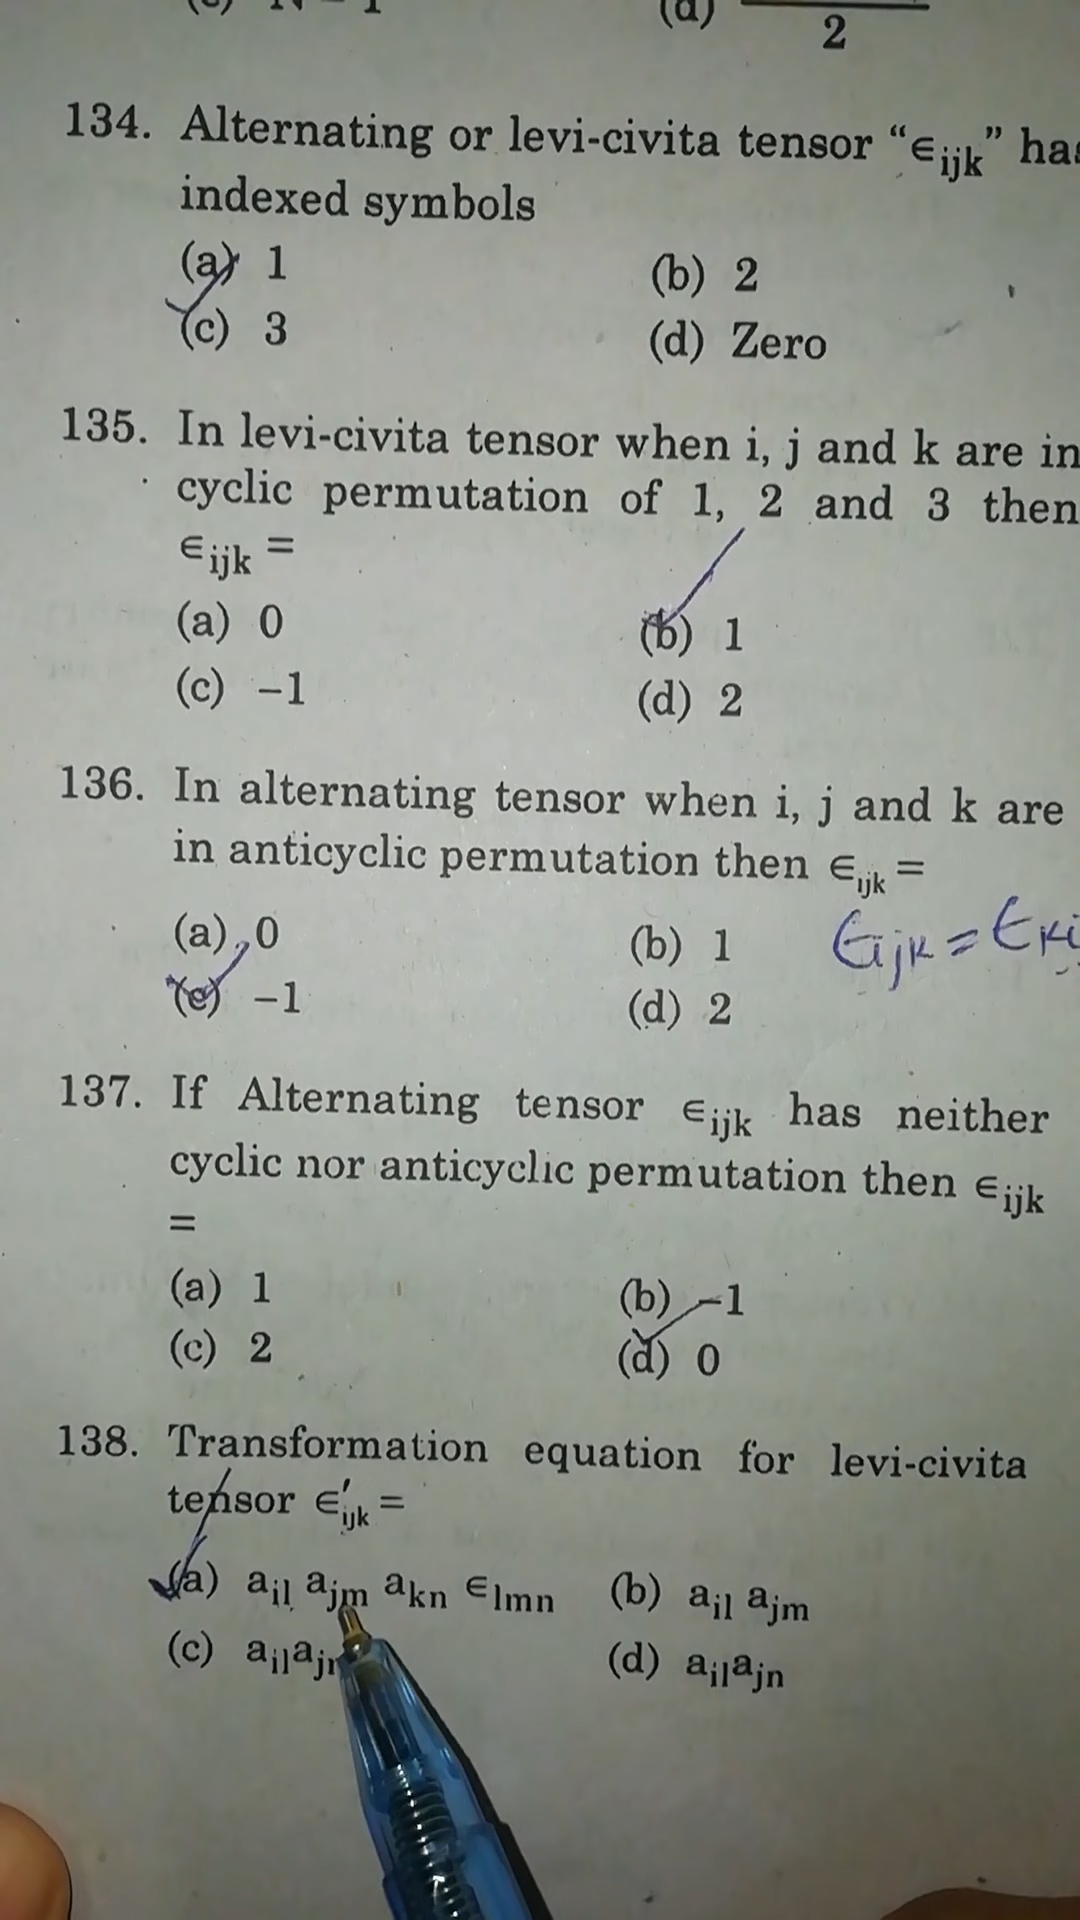 (d) 2
134. Alternating or levi-civita tensor “∈ijk” has
indexed symbols
(a) 1 (b) 2
(c) 3 (d) Zero
135. In levi-civita tensor when i, j and k are in
cyclic permutation of 1, 2 and 3 then
∈ijk =
(a) 0 (b) 1
(c) –1 (d) 2
136. In alternating tensor when i, j and k are
in anticyclic permutation then ∈ijk =
(a) 0 (b) 1 ∈ijk = ∈ki
(c) –1 (d) 2
137. If Alternating tensor ∈ijk has neither
cyclic nor anticyclic permutation then ∈ijk
=
(a) 1 (b) –1
(c) 2 (d) 0
138. Transformation equation for levi-civita
tensor ∈′ijk =
(a) ail ajm akn ∈lmn (b) ail ajm
(c) ail (d) ailajn